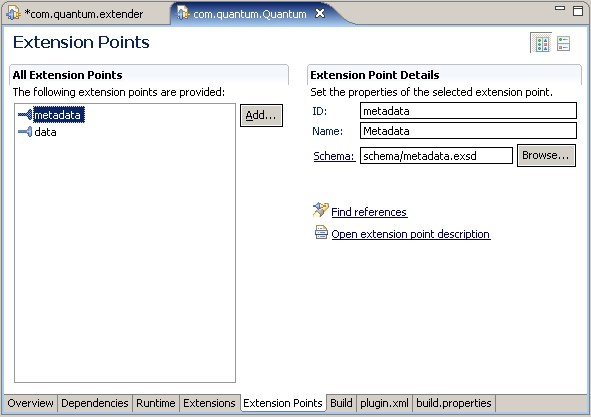 *com.quantum.extender
com.quantum.Quantum
Extension Points
All Extension Points
The following extension points are provided:
metadata
data
Add...
Extension Point Details
Set the properties of the selected extension point.
ID: metadata
Name: Metadata
Schema: schema/metadata.exsd Browse...
Find references
Open extension point description
Overview Dependencies Runtime Extensions Extension Points Build plugin.xml build.properties